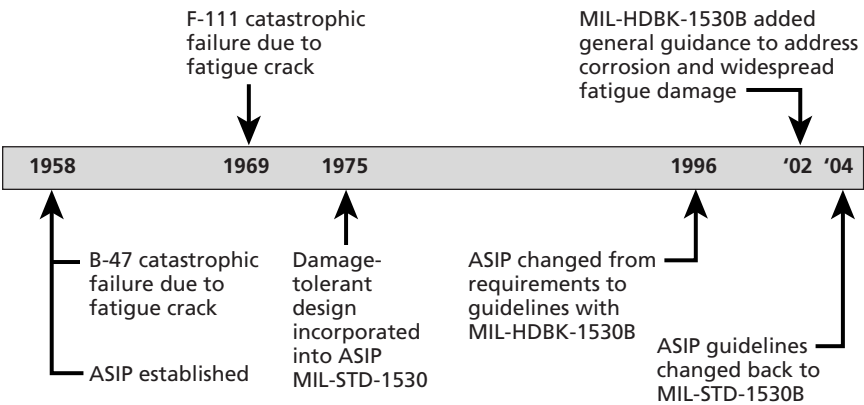 F-111 catastrophic
failure due to
fatigue crack
MIL-HDBK-1530B added
general guidance to address
corrosion and widespread
fatigue damage
1958
1969
1975
1996
‘02
‘04
B-47 catastrophic
failure due to
fatigue crack
ASIP established
Damage-
tolerant
design
incorporated
into ASIP
MIL-STD-1530
ASIP changed from
requirements to
guidelines with
MIL-HDBK-1530B
ASIP guidelines
changed back to
MIL-STD-1530B